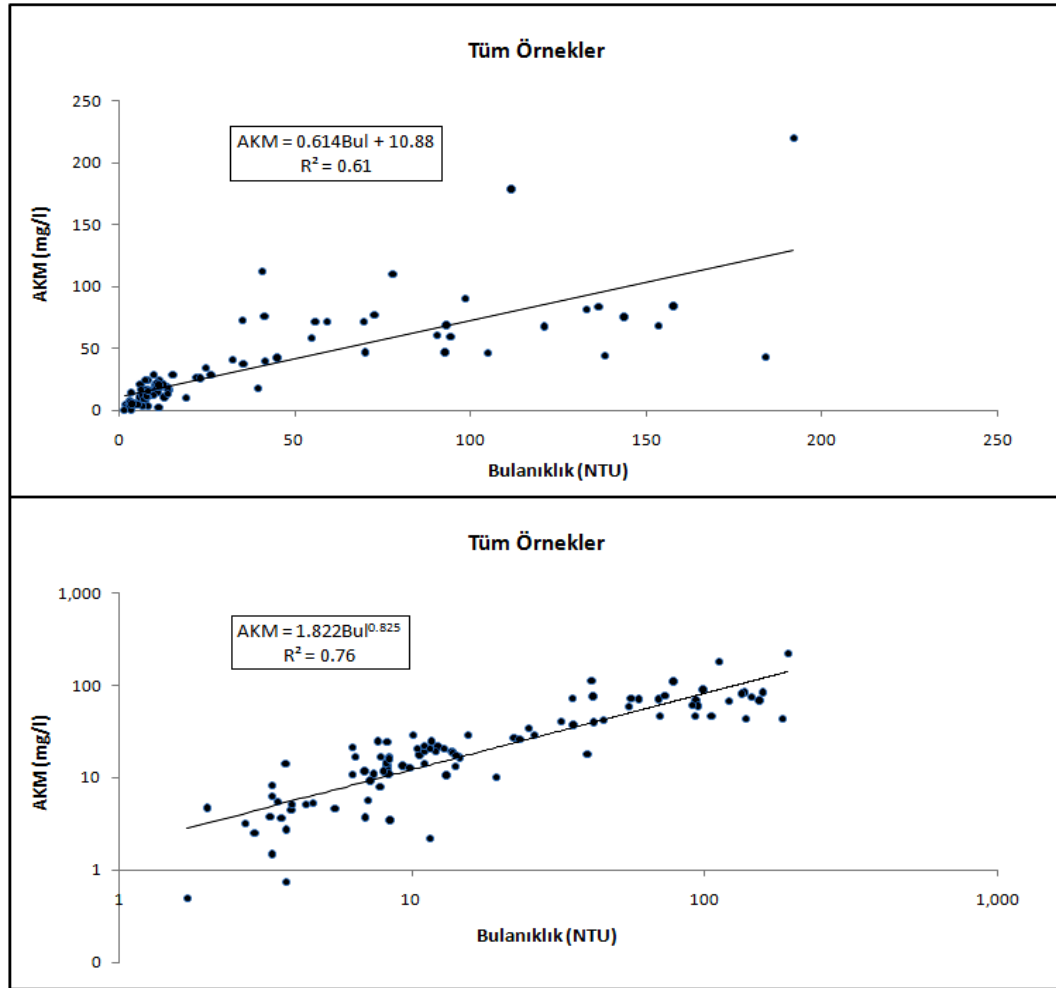 Tüm Örnekler
250
200
150
100
50
0
AKM (mg/l)
AKM = 0.614Bul + 10.88
R² = 0.61
0 50 100 150 200 250
Bulanıklık (NTU)
Tüm Örnekler
1,000
100
10
1
0
AKM (mg/l)
AKM = 1.822Bul^0.825
R² = 0.76
1 10 100 1,000
Bulanıklık (NTU)